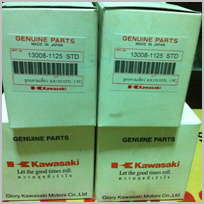 GENUINE PARTS
MADE IN JAPAN
13008-1125 STD
GENUINE PARTS
MADE IN JAPAN
13008-1125 STD
GENUINE PARTS
Kawasaki
Let the good times roll.
Glory Kawasaki Motors Co.,Ltd.
GENUINE PARTS
Kawasaki
Let the good times roll.
Glory Kawasaki Motors Co.,Ltd.